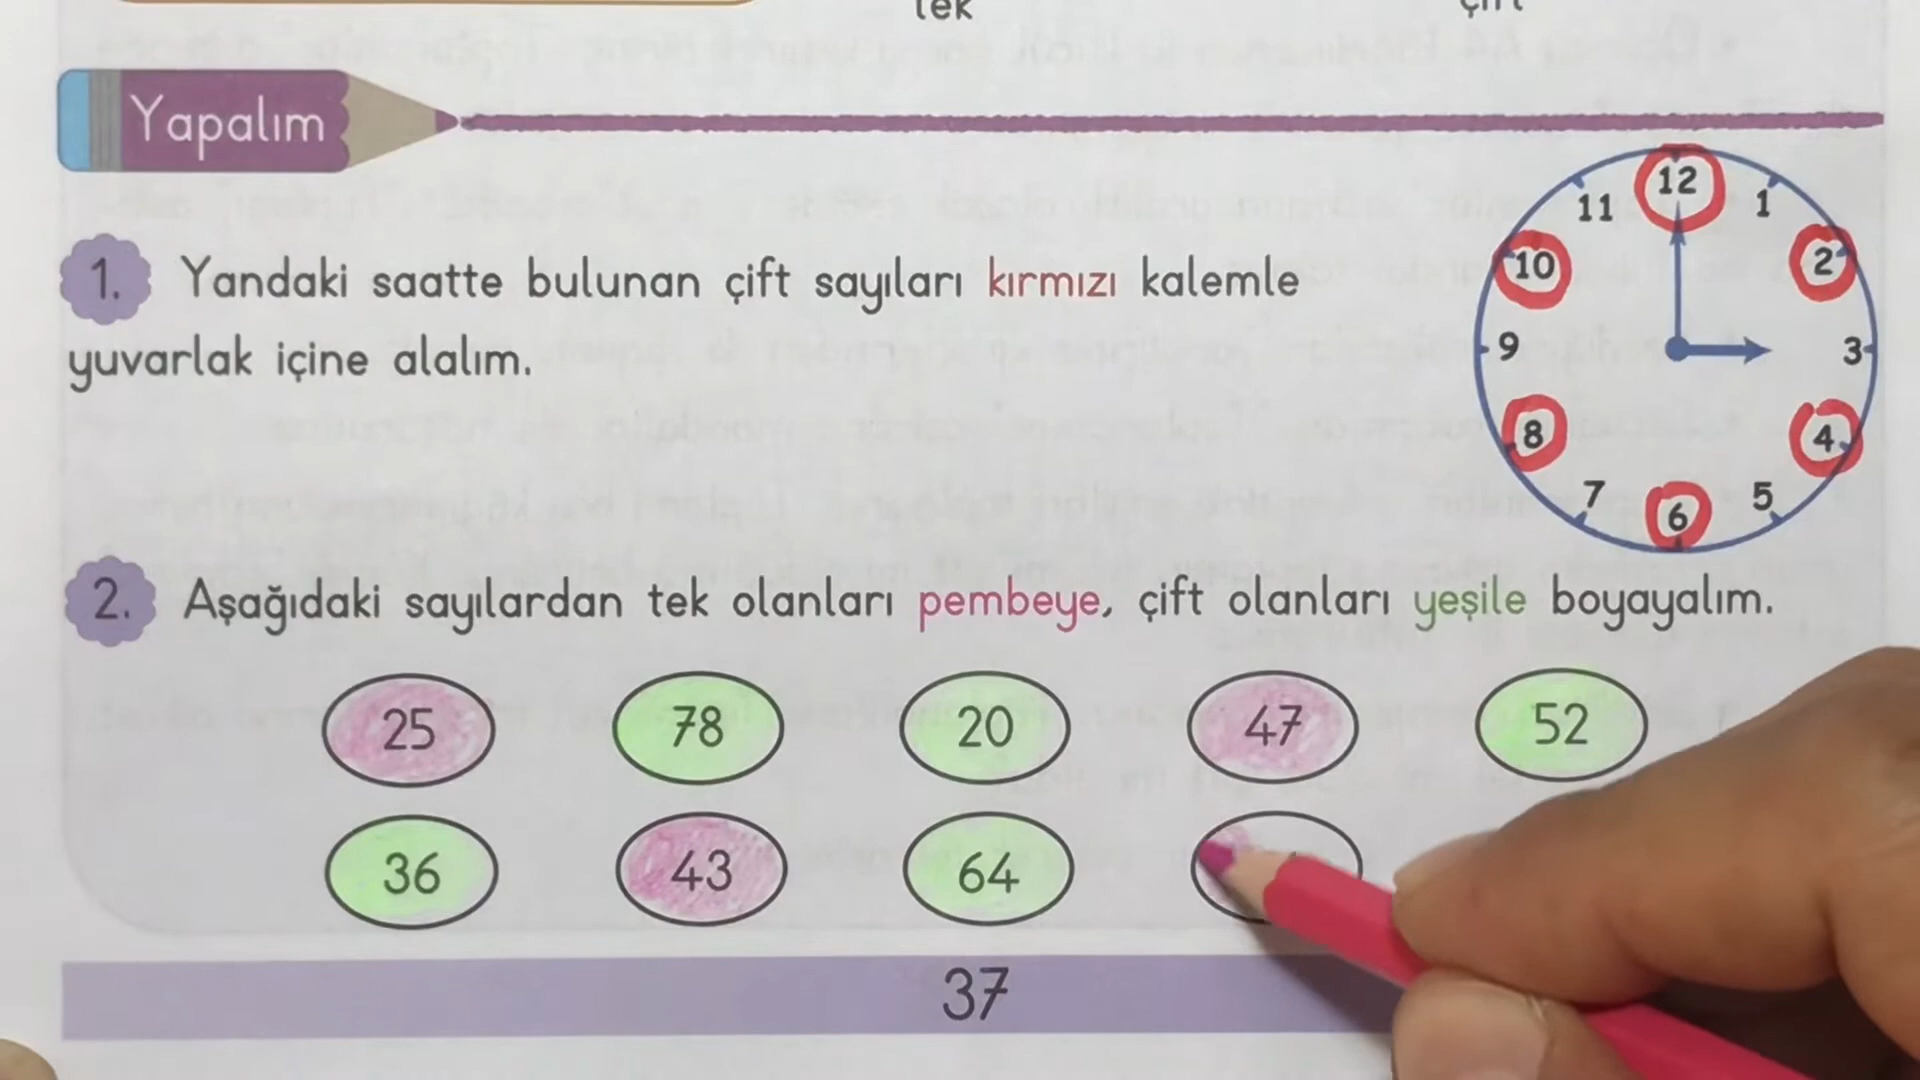 tek çift
Yapalım
1. Yandaki saatte bulunan çift sayıları kırmızı kalemle
yuvarlak içine alalım.
12
11 1
10 2
9 3
8 4
7 5
6
2. Aşağıdaki sayılardan tek olanları pembeye, çift olanları yeşile boyayalım.
25 78 20 47 52
36 43 64
37